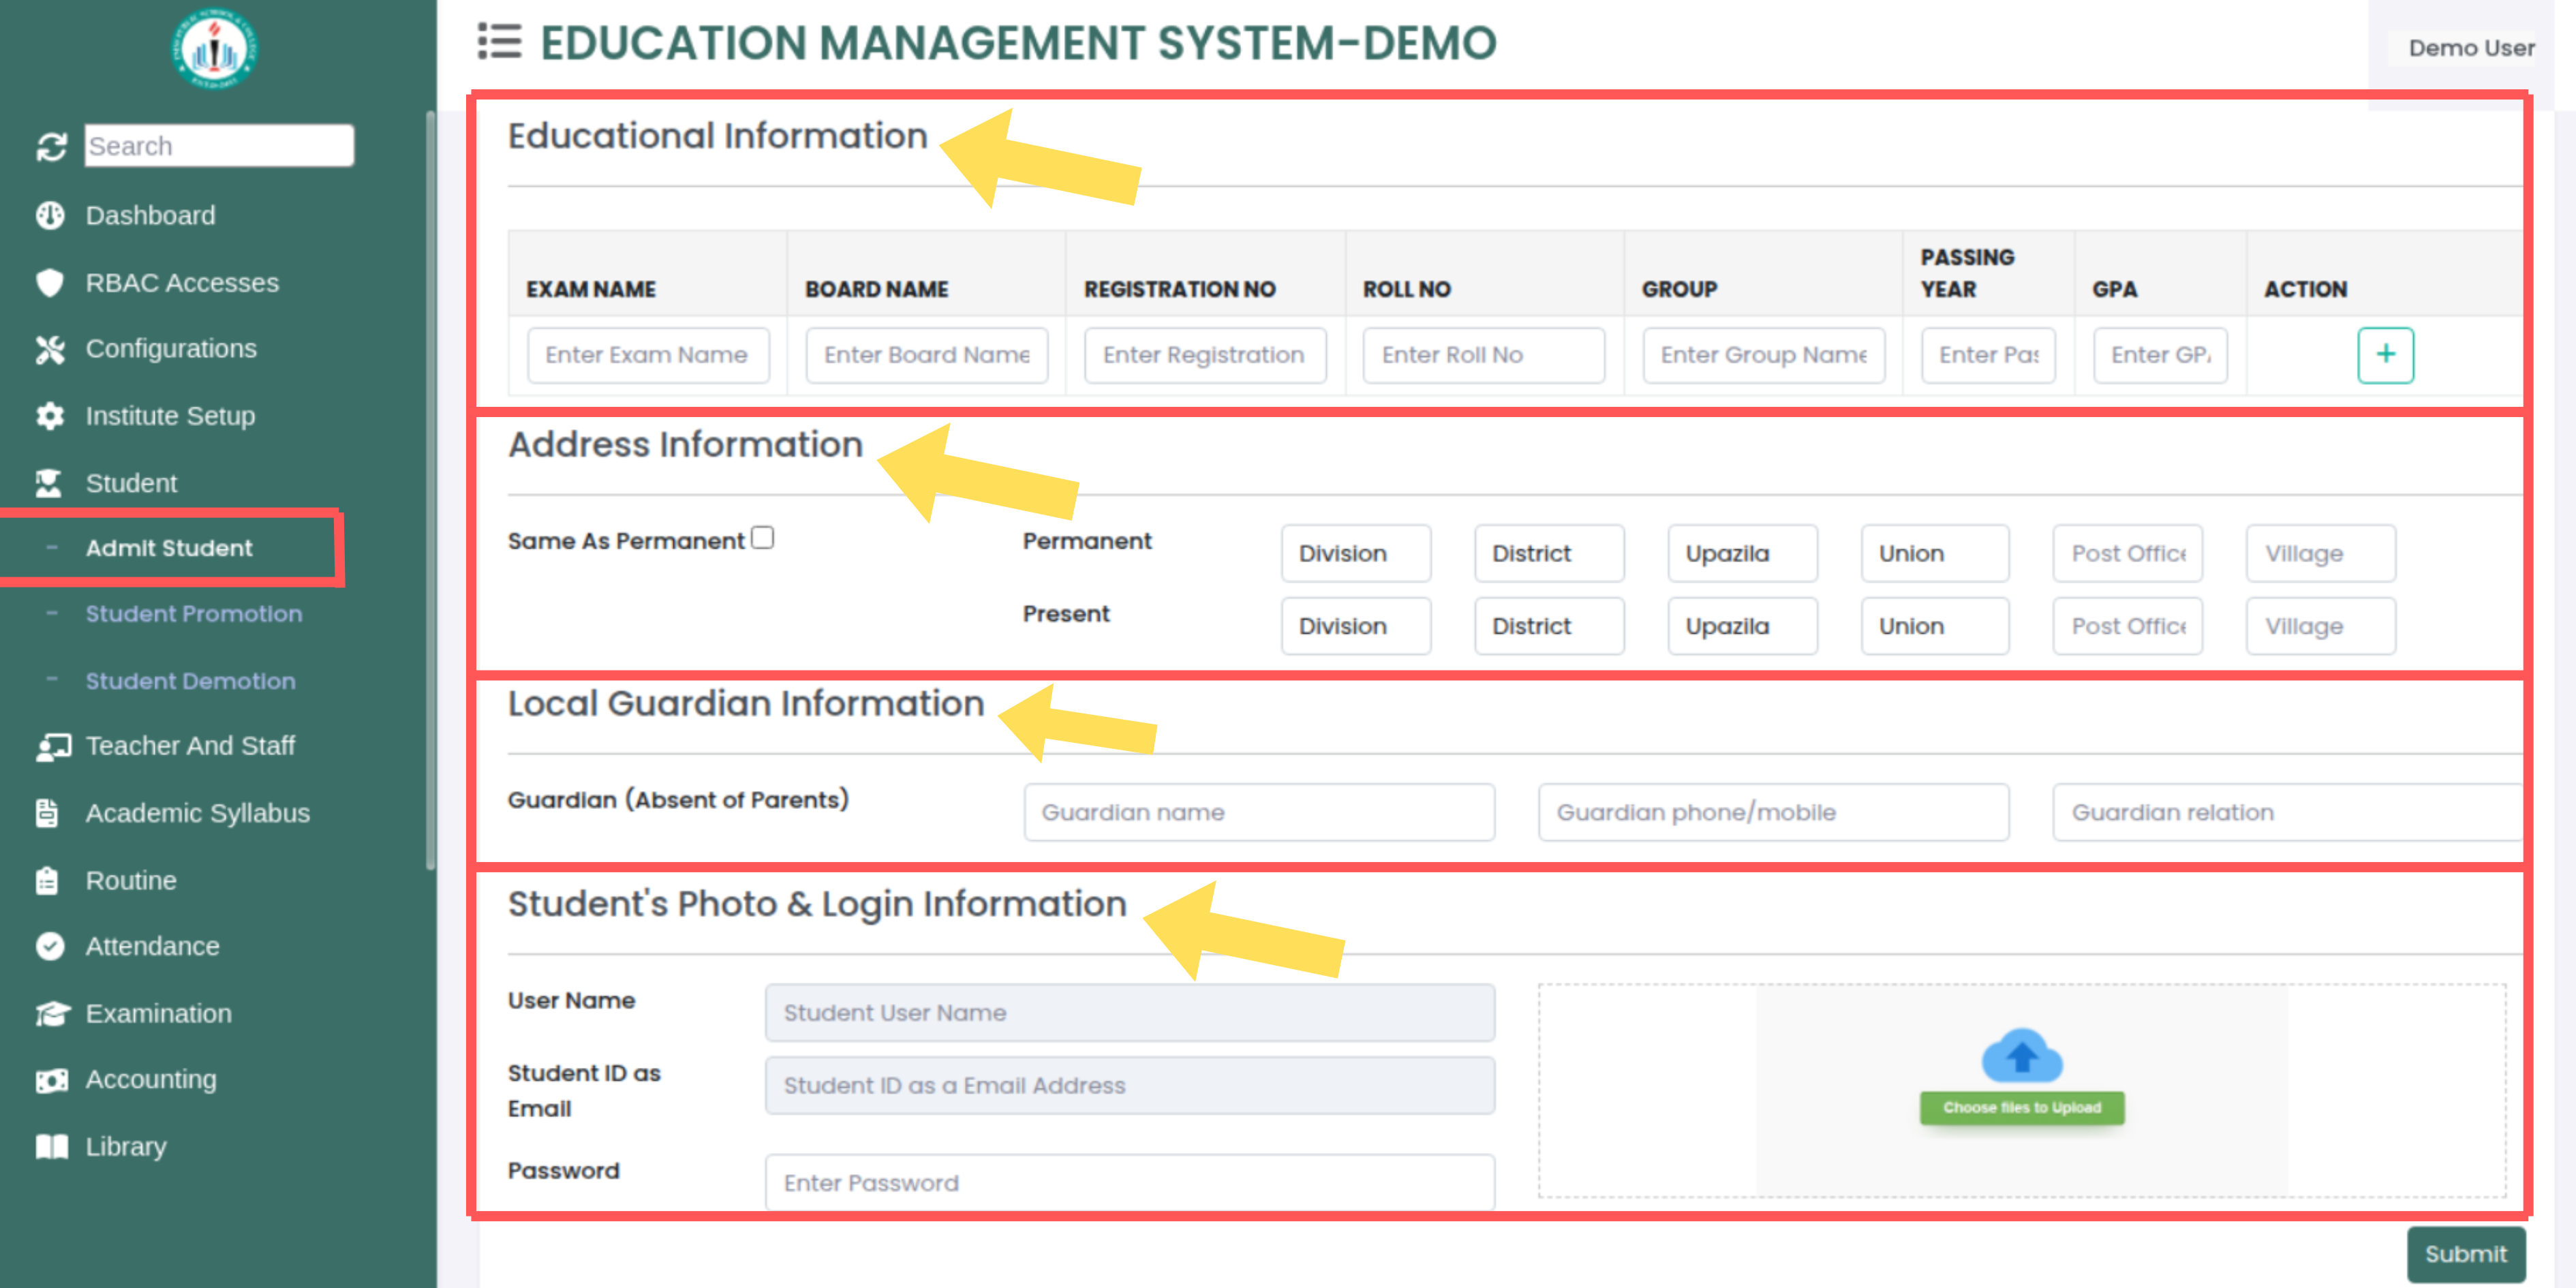 EDUCATION MANAGEMENT SYSTEM-DEMO
Demo User
Search
Dashboard
RBAC Accesses
Configurations
Institute Setup
Student
- Admit Student
- Student Promotion
- Student Demotion
Teacher And Staff
Academic Syllabus
Routine
Attendance
Examination
Accounting
Library
Educational Information
EXAM NAME BOARD NAME REGISTRATION NO ROLL NO GROUP PASSING YEAR GPA ACTION
Enter Exam Name Enter Board Name Enter Registration Enter Roll No Enter Group Name Enter Pas Enter GPA +
Address Information
Same As Permanent Permanent Division District Upazila Union Post Office Village
Present Division District Upazila Union Post Office Village
Local Guardian Information
Guardian (Absent of Parents) Guardian name Guardian phone/mobile Guardian relation
Student's Photo & Login Information
User Name Student User Name
Student ID as Email Student ID as a Email Address
Password Enter Password
Choose files to Upload
Submit